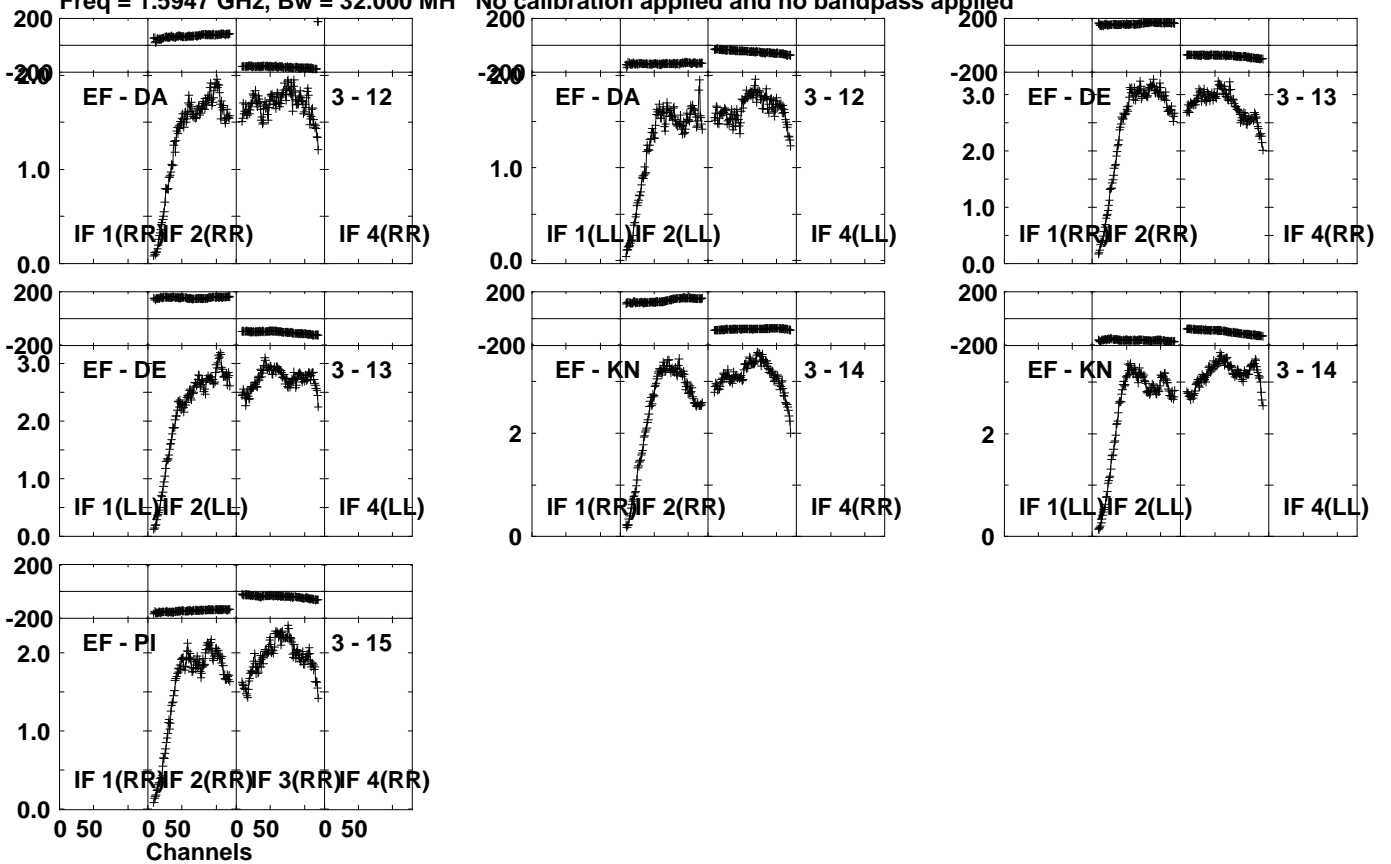 Freq = 1.5947 GHz, Bw = 32.000 MH No calibration applied and no bandpass applied
200 200 200
-200 -200 -200
2.0 EF - DA 3 - 12 2.0 EF - DA 3 - 12 3.0 EF - DE 3 - 13
2.0
1.0 1.0 1.0
IF 1(RR) IF 2(RR) IF 4(RR) IF 1(LL) IF 2(LL) IF 4(LL) IF 1(RR) IF 2(RR) IF 4(RR)
0.0 0.0 0.0
200 200 200
-200 -200 -200
3.0 EF - DE 3 - 13 EF - KN 3 - 14 EF - KN 3 - 14
2.0 2 2
1.0
IF 1(LL) IF 2(LL) IF 4(LL) IF 1(RR) IF 2(RR) IF 4(RR) IF 1(LL) IF 2(LL) IF 4(LL)
0.0 0 0
200
-200
2.0 EF - PI 3 - 15
1.0
IF 1(RR) IF 2(RR) IF 3(RR) IF 4(RR)
0.0
0 50 0 50 0 50 0 50
Channels